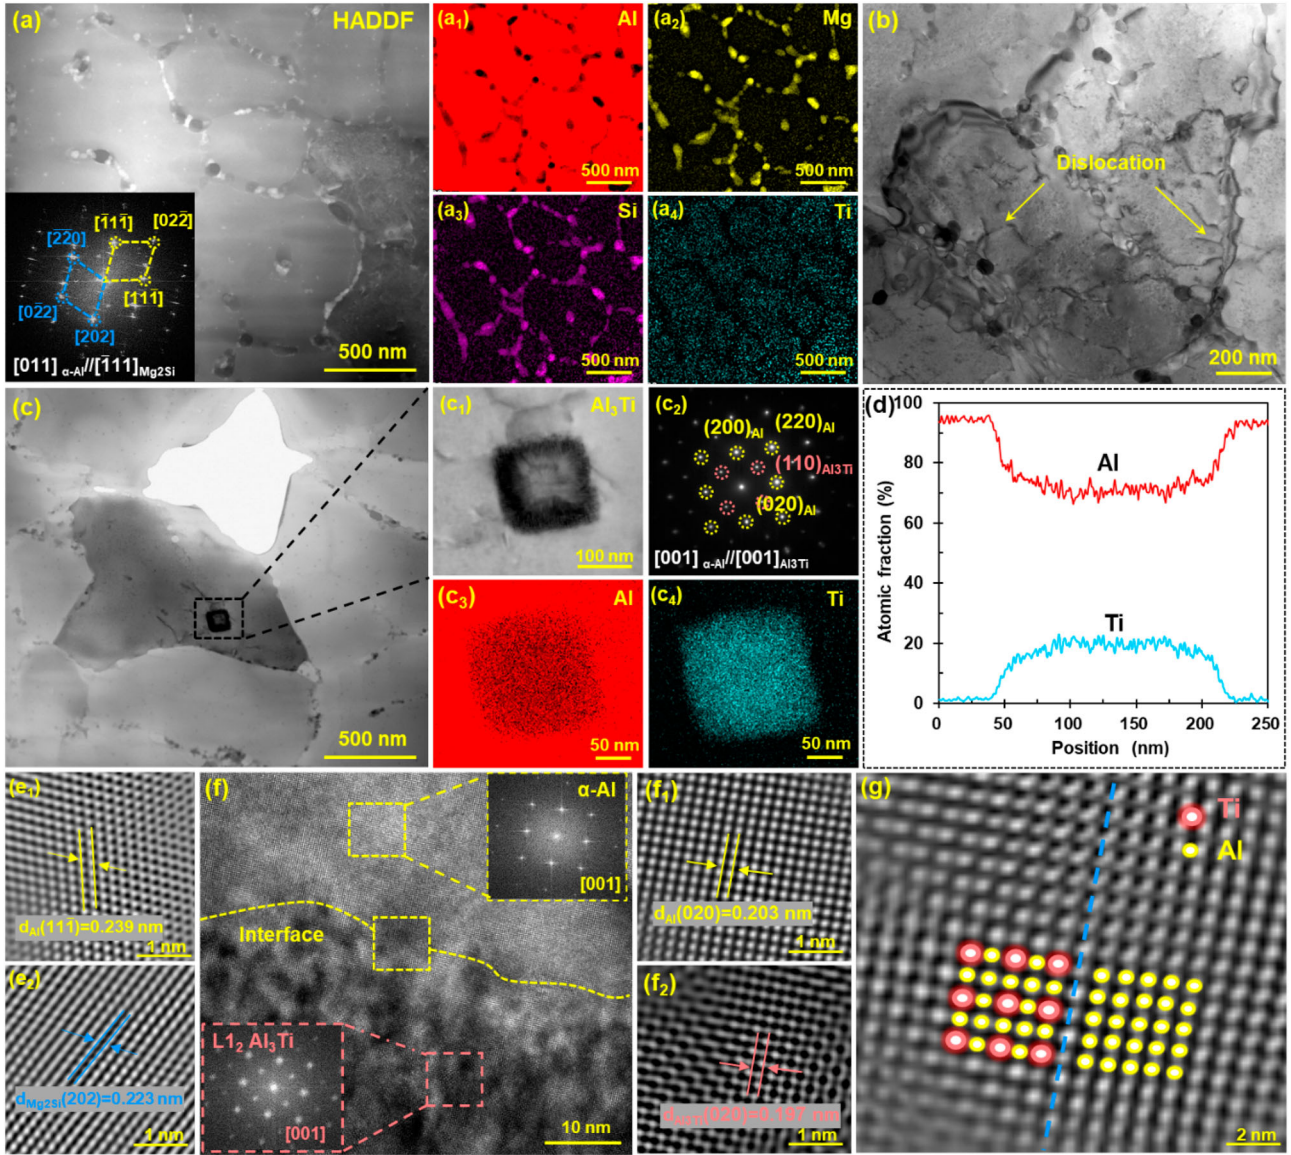 (a) HADDF
[2̄2̄0]
[1̄11̄]
[022̄]
[02̄2̄]
[111̄]
[202]
[011] α-Al//[1̄11]Mg2Si
500 nm
(a₁) Al
500 nm
(a₂) Mg
500 nm
(a₃) Si
500 nm
(a₄) Ti
500 nm
(b)
Dislocation
200 nm
(c)
500 nm
(c₁) Al₃Ti
100 nm
(c₂)
(200)Al
(220)Al
(110)Al3Ti
(020)Al
[001] α-Al//[001]Al3Ti
(c₃) Al
50 nm
(c₄) Ti
50 nm
(d)
Atomic fraction (%)
100
80
60
40
20
0
Al
Ti
0 50 100 150 200 250
Position (nm)
(e₁)
dAl(111̄)=0.239 nm
1 nm
(e₂)
dMg2Si(202)=0.223 nm
1 nm
(f)
α-Al
[001]
Interface
L1₂ Al₃Ti
[001]
10 nm
(f₁)
dAl(020)=0.203 nm
1 nm
(f₂)
(020)=0.197 nm
1 nm
(g)
Ti
Al
2 nm